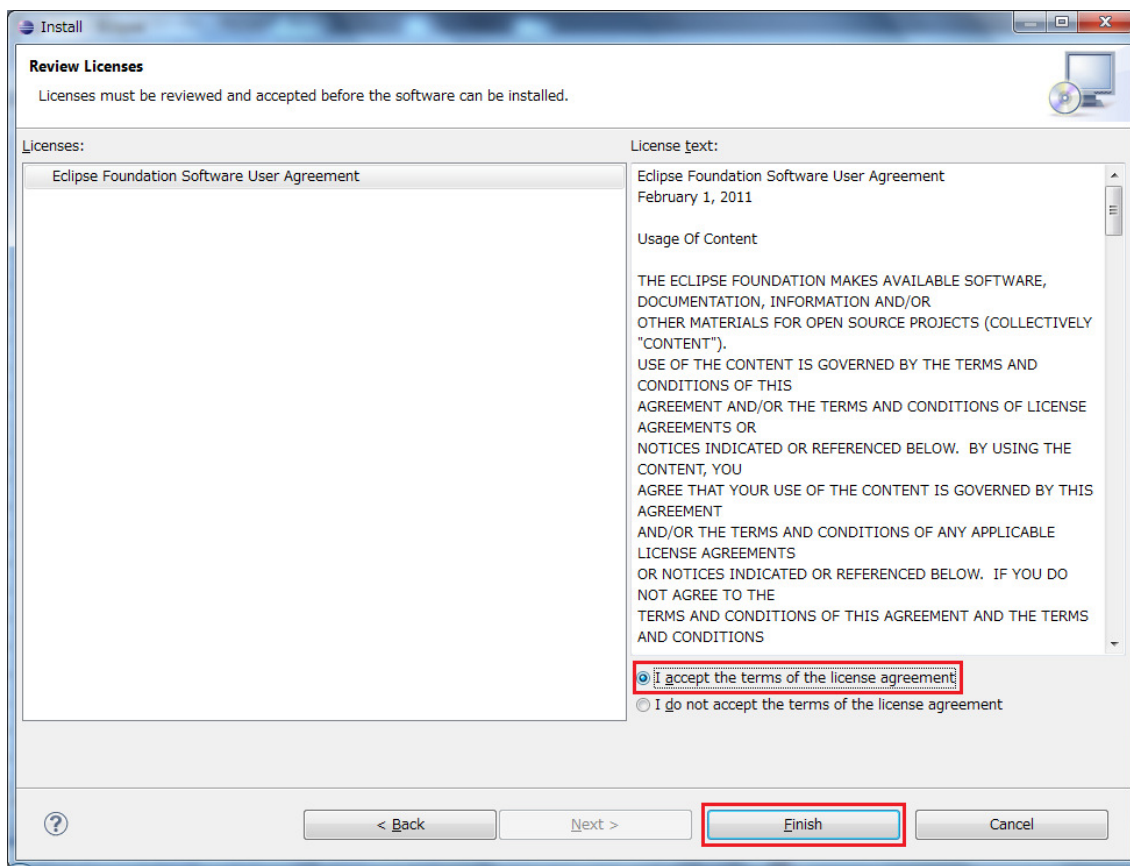 Install
Review Licenses
Licenses must be reviewed and accepted before the software can be installed.
Licenses:
Eclipse Foundation Software User Agreement
License text:
Eclipse Foundation Software User Agreement
February 1, 2011
Usage Of Content
THE ECLIPSE FOUNDATION MAKES AVAILABLE SOFTWARE,
DOCUMENTATION, INFORMATION AND/OR
OTHER MATERIALS FOR OPEN SOURCE PROJECTS (COLLECTIVELY
"CONTENT").
USE OF THE CONTENT IS GOVERNED BY THE TERMS AND
CONDITIONS OF THIS
AGREEMENT AND/OR THE TERMS AND CONDITIONS OF LICENSE
AGREEMENTS OR
NOTICES INDICATED OR REFERENCED BELOW.  BY USING THE
CONTENT, YOU
AGREE THAT YOUR USE OF THE CONTENT IS GOVERNED BY THIS
AGREEMENT
AND/OR THE TERMS AND CONDITIONS OF ANY APPLICABLE
LICENSE AGREEMENTS
OR NOTICES INDICATED OR REFERENCED BELOW.  IF YOU DO
NOT AGREE TO THE
TERMS AND CONDITIONS OF THIS AGREEMENT AND THE TERMS
AND CONDITIONS
I accept the terms of the license agreement
I do not accept the terms of the license agreement
? < Back Next > Finish Cancel